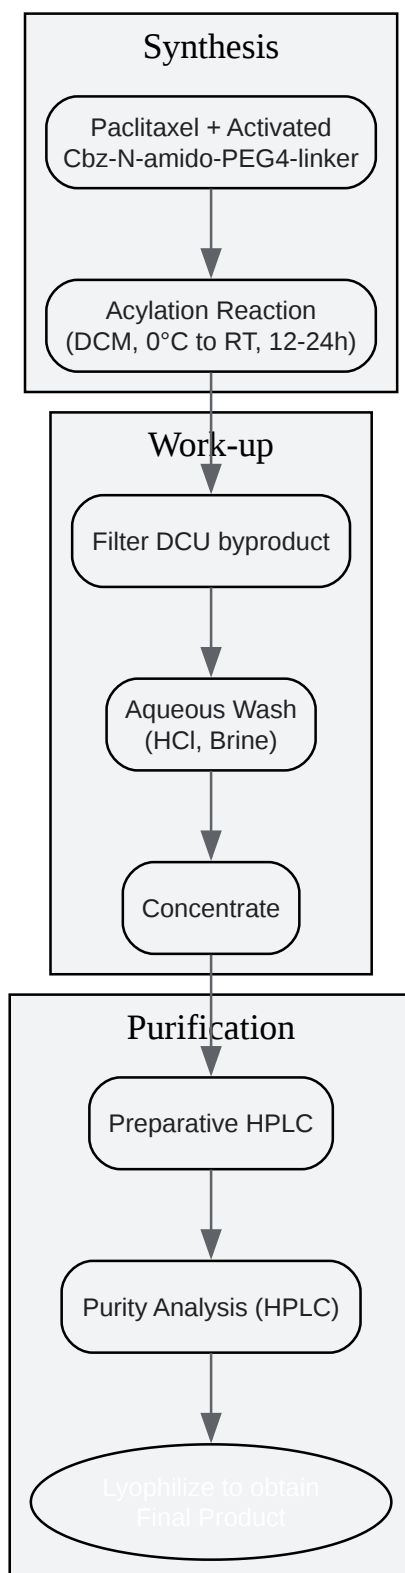 Synthesis
Paclitaxel + Activated
Cbz-N-amido-PEG4-linker
Acylation Reaction
(DCM, 0°C to RT, 12-24h)
Work-up
Filter DCU byproduct
Aqueous Wash
(HCl, Brine)
Concentrate
Purification
Preparative HPLC
Purity Analysis (HPLC)
Lyophilize to obtain
Final Product